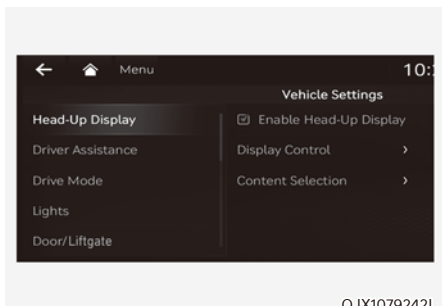 Menu 10:
Vehicle Settings
Head-Up Display
Enable Head-Up Display
Driver Assistance
Display Control
Drive Mode
Content Selection
Lights
Door/Liftgate
OJX1079242L